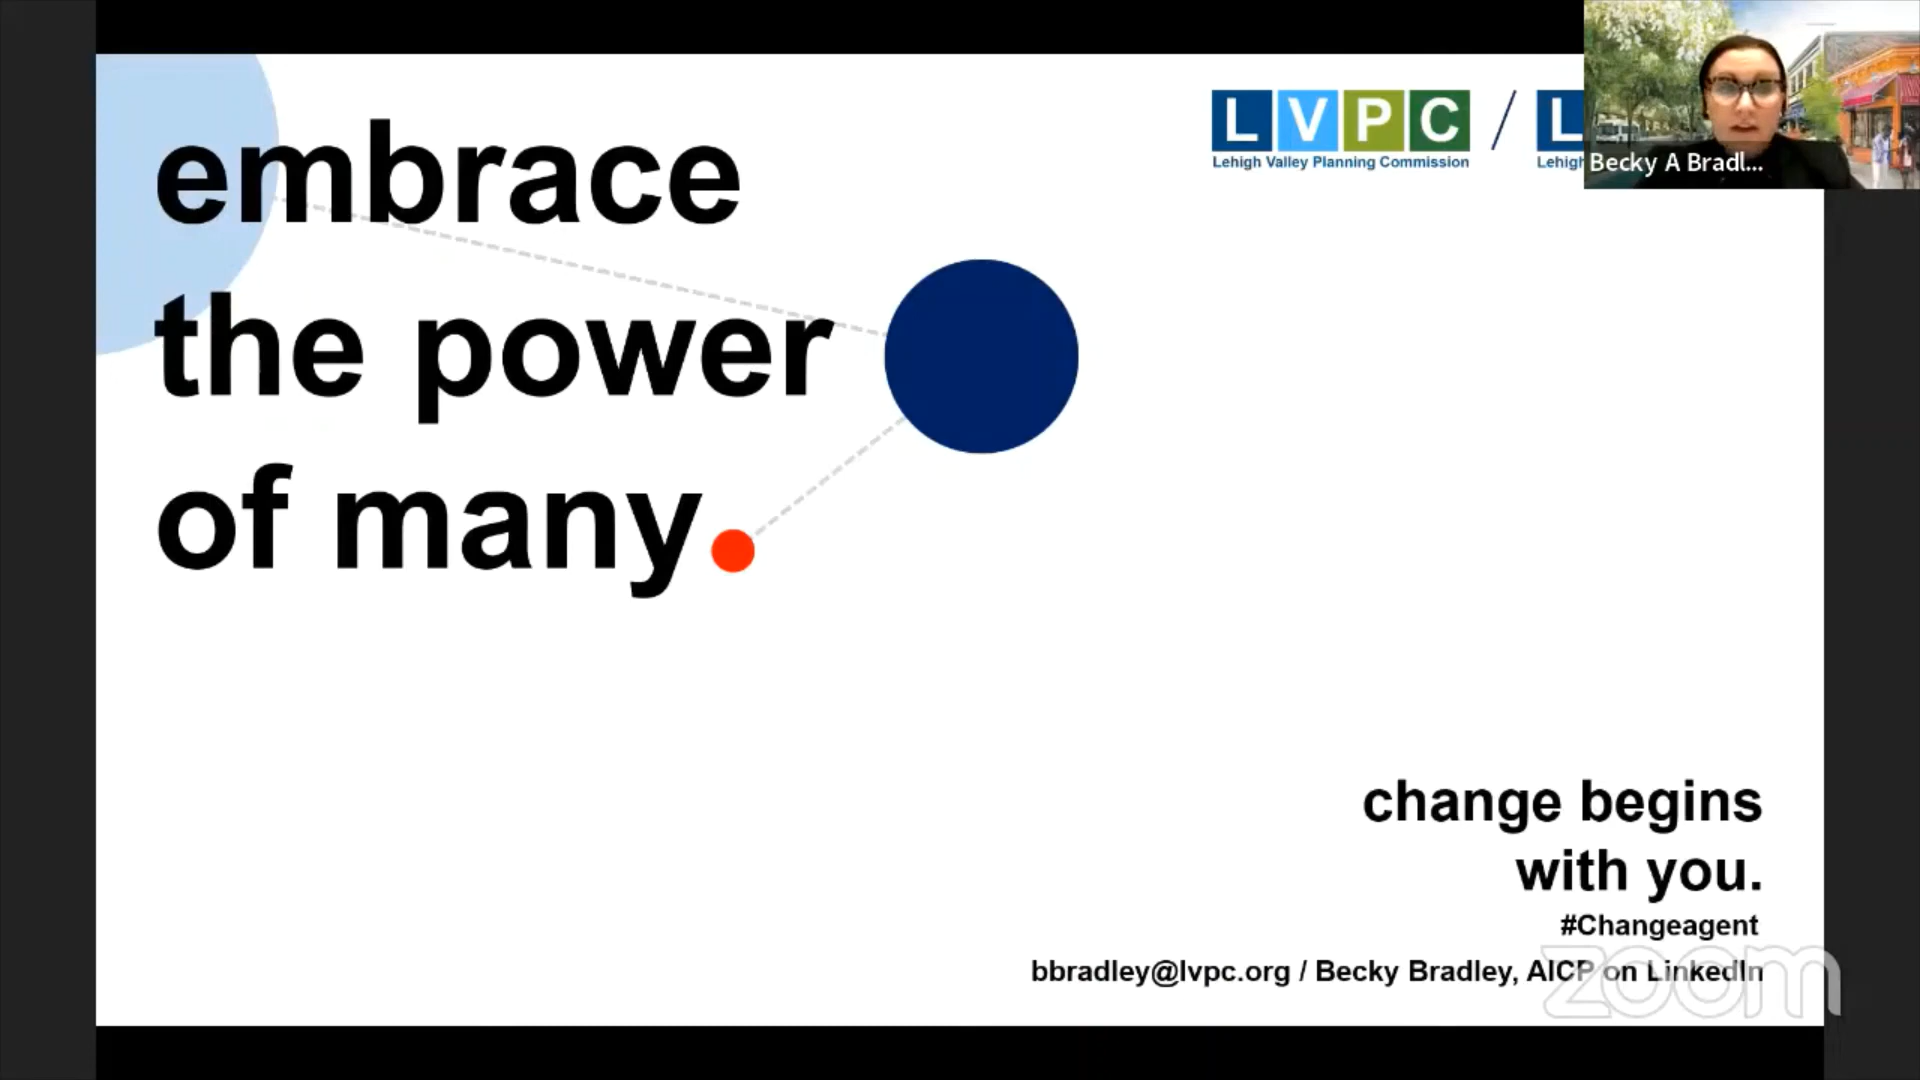 embrace
the power
of many.
L V P C / L
Lehigh Valley Planning Commission
Lehigh
Becky A Bradl...
change begins
with you.
#Changeagent
bbradley@lvpc.org / Becky Bradley, AICP on LinkedIn
zoom